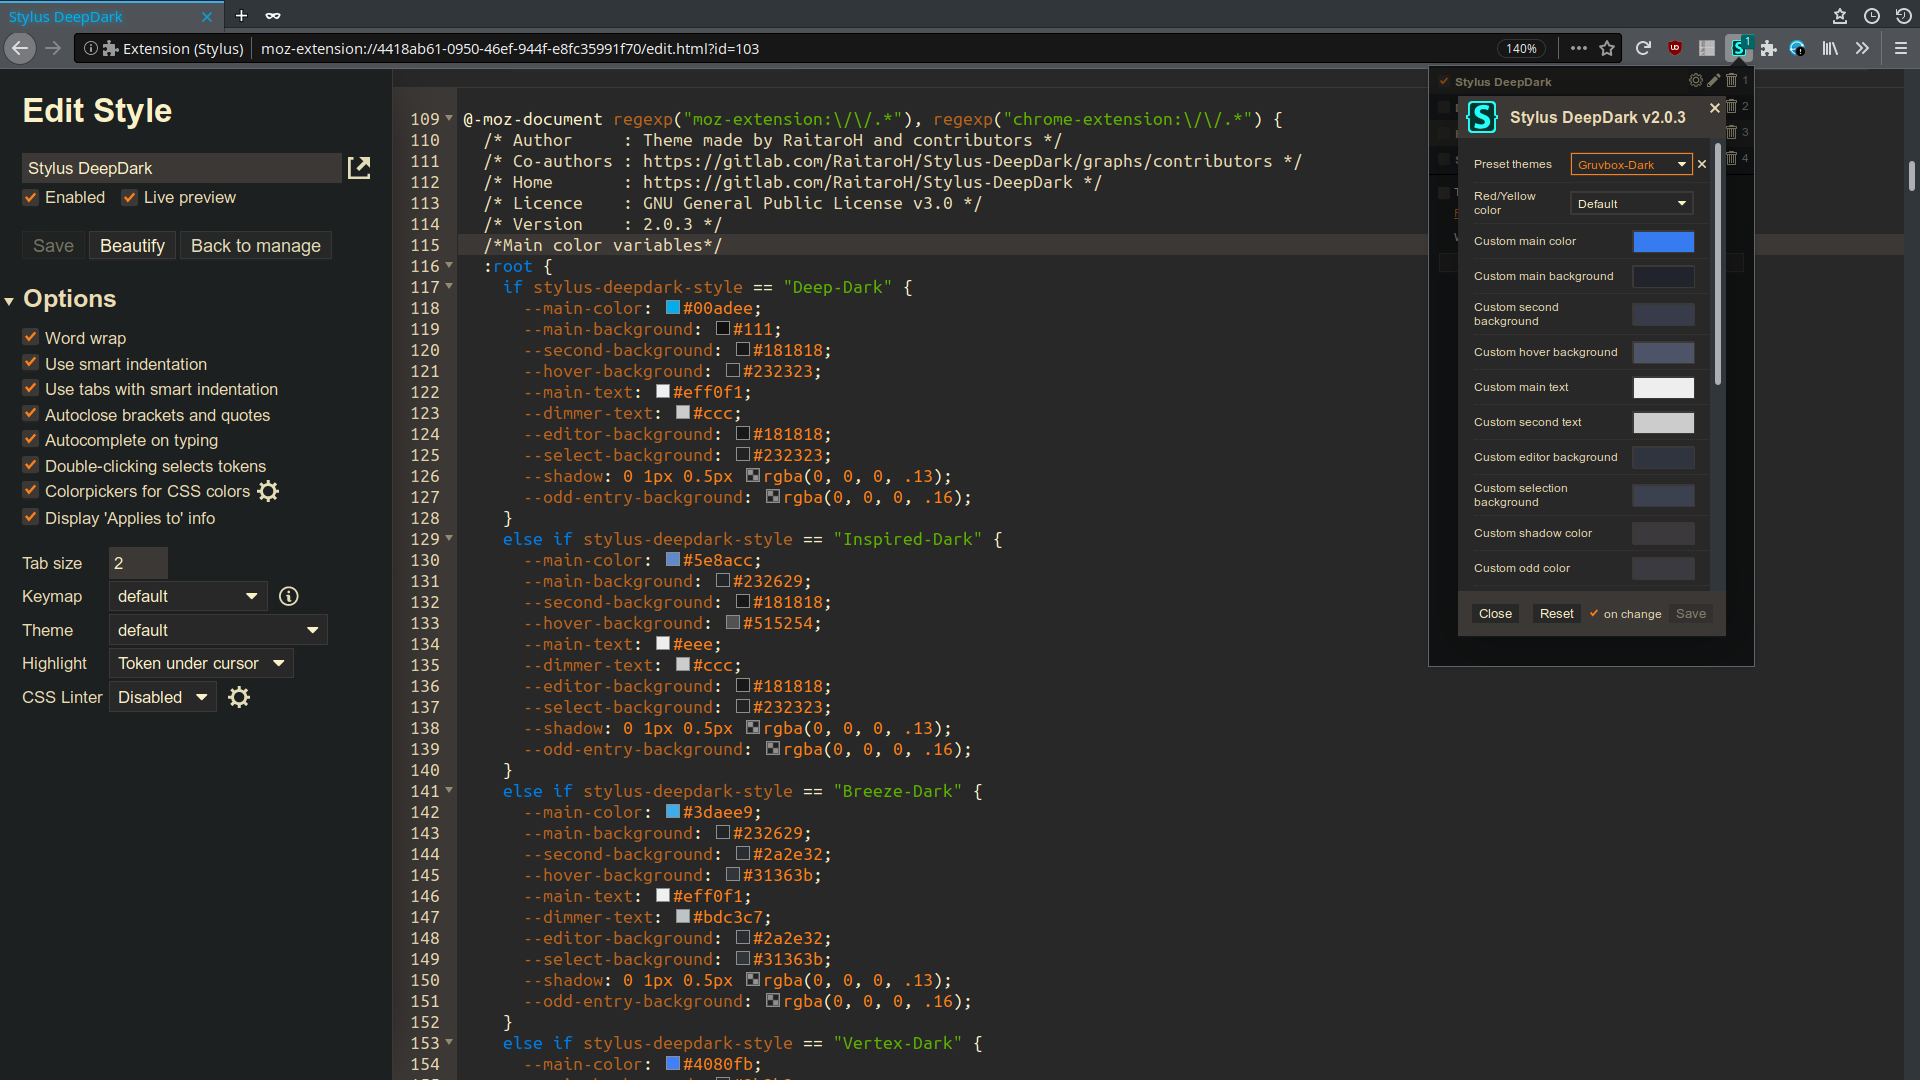 Stylus DeepDark
Extension (Stylus)
moz-extension://4418ab61-0950-46ef-944f-e8fc35991f70/edit.html?id=103
140%
Edit Style
Stylus DeepDark
Enabled
Live preview
Save
Beautify
Back to manage
Options
Word wrap
Use smart indentation
Use tabs with smart indentation
Autoclose brackets and quotes
Autocomplete on typing
Double-clicking selects tokens
Colorpickers for CSS colors
Display 'Applies to' info
Tab size 2
Keymap default
Theme default
Highlight Token under cursor
CSS Linter Disabled
109 @-moz-document regexp("moz-extension:\/\/.*"), regexp("chrome-extension:\/\/.*") {
110 /* Author     : Theme made by RaitaroH and contributors */
111 /* Co-authors : https://gitlab.com/RaitaroH/Stylus-DeepDark/graphs/contributors */
112 /* Home       : https://gitlab.com/RaitaroH/Stylus-DeepDark */
113 /* Licence    : GNU General Public License v3.0 */
114 /* Version    : 2.0.3 */
115 /*Main color variables*/
116 :root {
117 if stylus-deepdark-style == "Deep-Dark" {
118 --main-color: #00adee;
119 --main-background: #111;
120 --second-background: #181818;
121 --hover-background: #232323;
122 --main-text: #eff0f1;
123 --dimmer-text: #ccc;
124 --editor-background: #181818;
125 --select-background: #232323;
126 --shadow: 0 1px 0.5px rgba(0, 0, 0, .13);
127 --odd-entry-background: rgba(0, 0, 0, .16);
128 }
129 else if stylus-deepdark-style == "Inspired-Dark" {
130 --main-color: #5e8acc;
131 --main-background: #232629;
132 --second-background: #181818;
133 --hover-background: #515254;
134 --main-text: #eee;
135 --dimmer-text: #ccc;
136 --editor-background: #181818;
137 --select-background: #232323;
138 --shadow: 0 1px 0.5px rgba(0, 0, 0, .13);
139 --odd-entry-background: rgba(0, 0, 0, .16);
140 }
141 else if stylus-deepdark-style == "Breeze-Dark" {
142 --main-color: #3daee9;
143 --main-background: #232629;
144 --second-background: #2a2e32;
145 --hover-background: #31363b;
146 --main-text: #eff0f1;
147 --dimmer-text: #bdc3c7;
148 --editor-background: #2a2e32;
149 --select-background: #31363b;
150 --shadow: 0 1px 0.5px rgba(0, 0, 0, .13);
151 --odd-entry-background: rgba(0, 0, 0, .16);
152 }
153 else if stylus-deepdark-style == "Vertex-Dark" {
154 --main-color: #4080fb;
Stylus DeepDark 1
2
3
4
S Stylus DeepDark v2.0.3
Preset themes Gruvbox-Dark
Red/Yellow
color
Default
Custom main color
Custom main background
Custom second
background
Custom hover background
Custom main text
Custom second text
Custom editor background
Custom selection
background
Custom shadow color
Custom odd color
Close
Reset
on change
Save